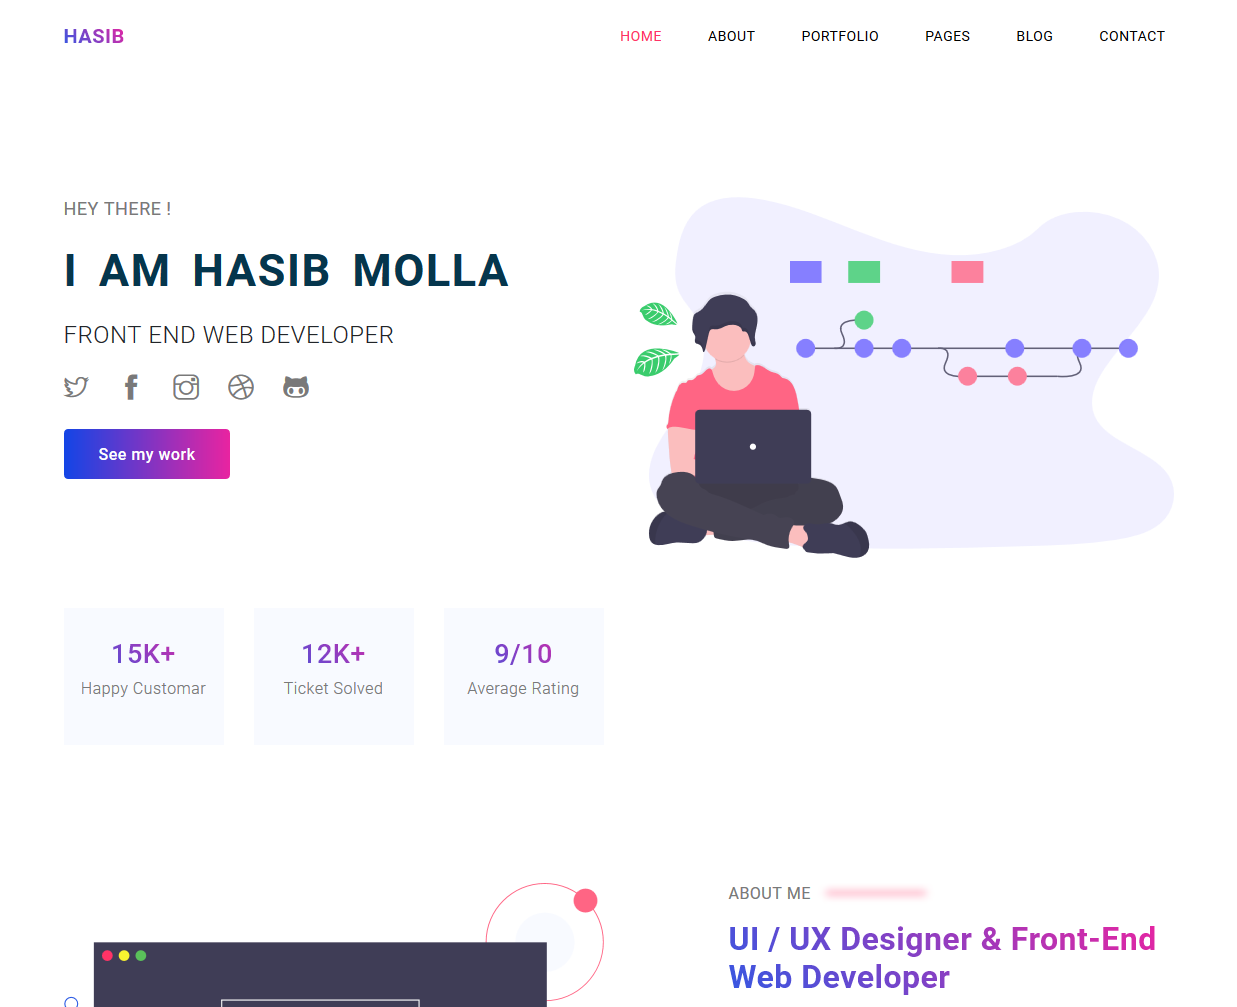 HASIB
HOME ABOUT PORTFOLIO PAGES BLOG CONTACT
HEY THERE !
I AM HASIB MOLLA
FRONT END WEB DEVELOPER
See my work
15K+
Happy Customar
12K+
Ticket Solved
9/10
Average Rating
ABOUT ME
UI / UX Designer & Front-End
Web Developer